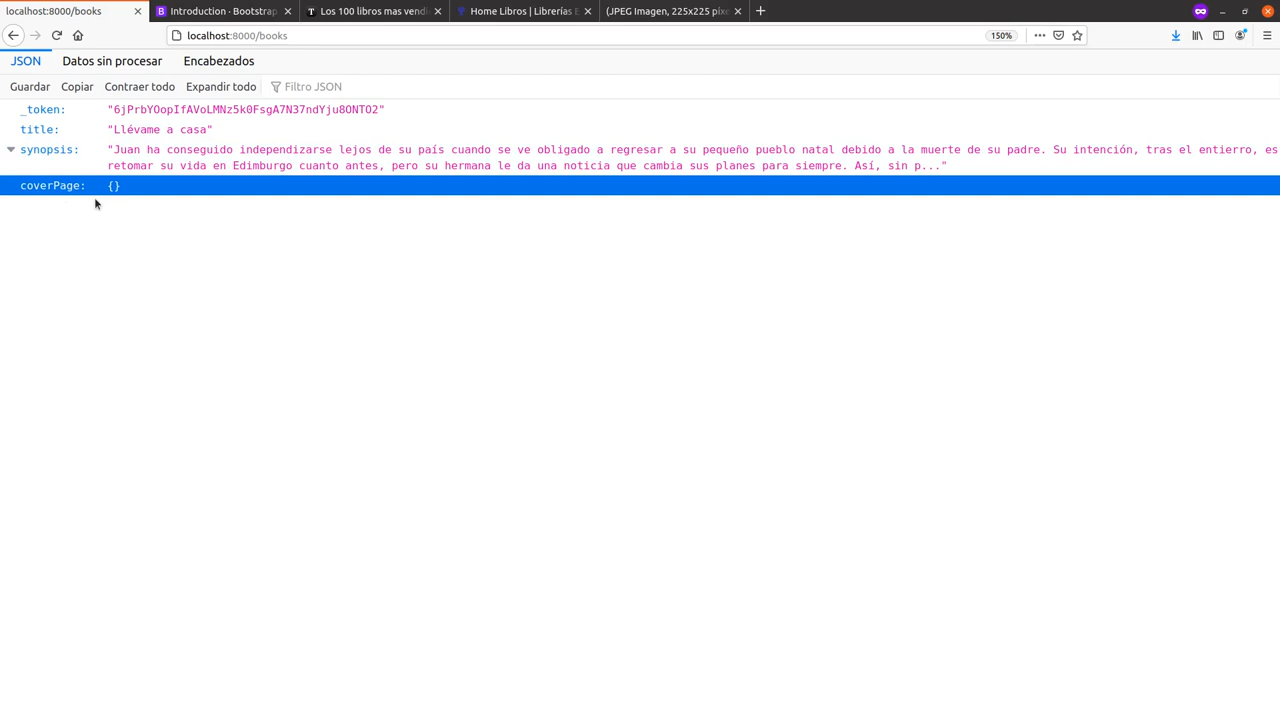 localhost:8000/books
Introduction · Bootstrap
Los 100 libros mas vendi
Home Libros | Librerías E
(JPEG Imagen, 225x225 píxe
localhost:8000/books
150%
JSON
Datos sin procesar
Encabezados
Guardar
Copiar
Contraer todo
Expandir todo
Filtro JSON
_token: "6jPrbYOopIfAVoLMNz5k0FsgA7N37ndYju8ONTO2"
title: "Llévame a casa"
synopsis: "Juan ha conseguido independizarse lejos de su país cuando se ve obligado a regresar a su pequeño pueblo natal debido a la muerte de su padre. Su intención, tras el entierro, es
retomar su vida en Edimburgo cuanto antes, pero su hermana le da una noticia que cambia sus planes para siempre. Así, sin p..."
coverPage: {}